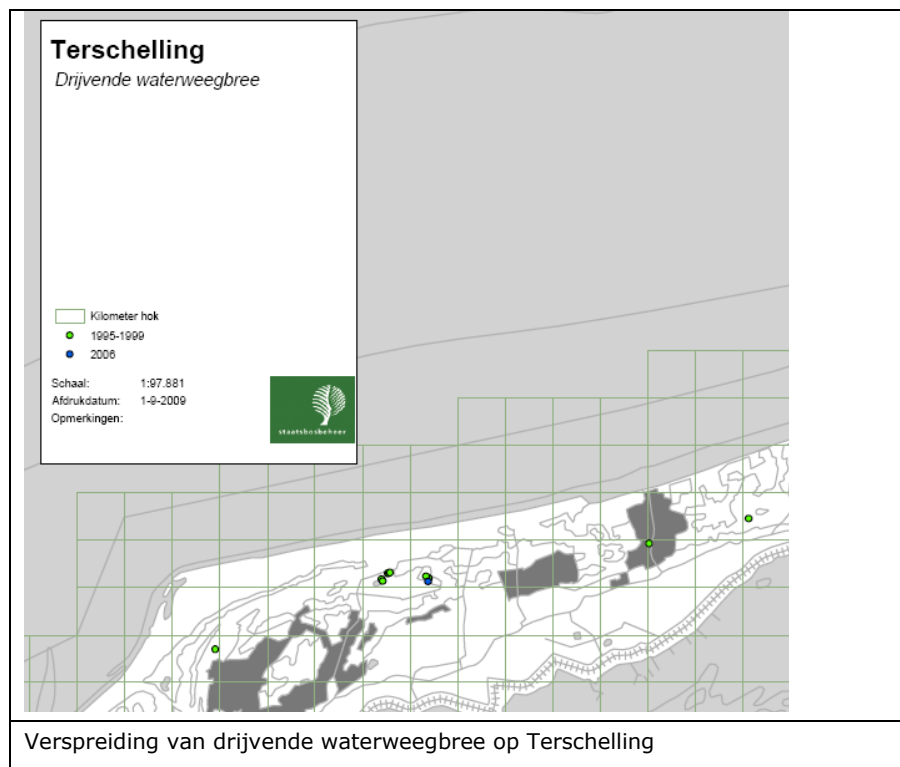 Terschelling
Drijvende waterweegbree
Kilometer hok
1995-1999
2006
Schaal: 1:97.881
Afdrukdatum: 1-9-2009
Opmerkingen:
staatsbosbeheer
Verspreiding van drijvende waterweegbree op Terschelling